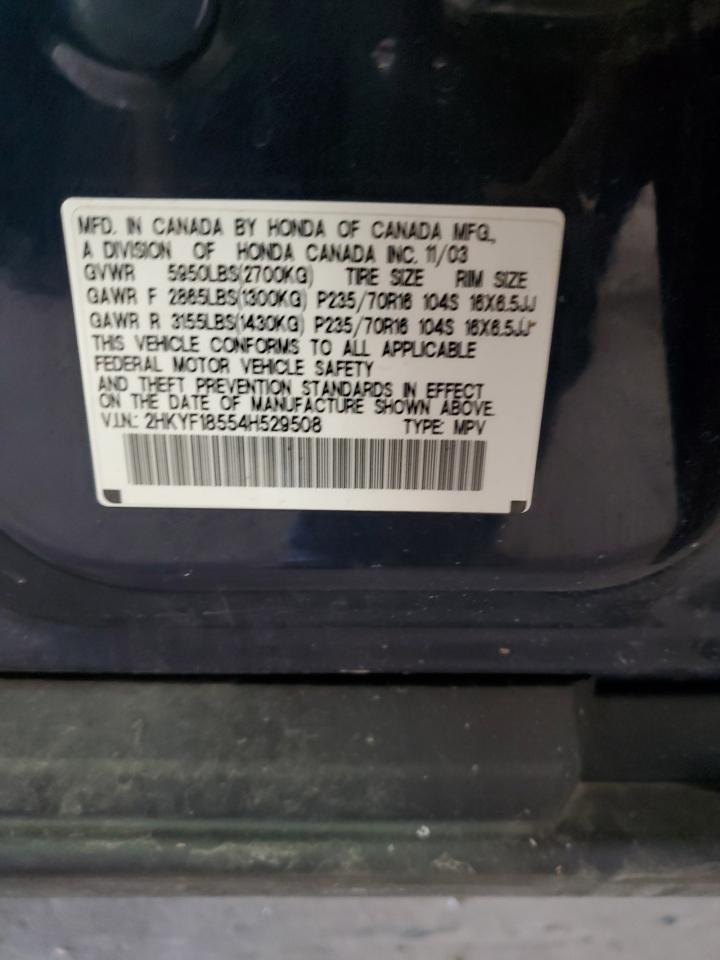 MFD. IN CANADA BY HONDA OF CANADA MFG.,
A DIVISION OF HONDA CANADA INC. 11/03
GVWR 5950LBS(2700KG) TIRE SIZE RIM SIZE
GAWR F 2865LBS(1300KG) P235/70R16 104S 16X6.5JJ
GAWR R 3155LBS(1430KG) P235/70R16 104S 16X6.5JJ
THIS VEHICLE CONFORMS TO ALL APPLICABLE
FEDERAL MOTOR VEHICLE SAFETY
AND THEFT PREVENTION STANDARDS IN EFFECT
ON THE DATE OF MANUFACTURE SHOWN ABOVE.
V.I.N.: 2HKYF18554H529508 TYPE: MPV